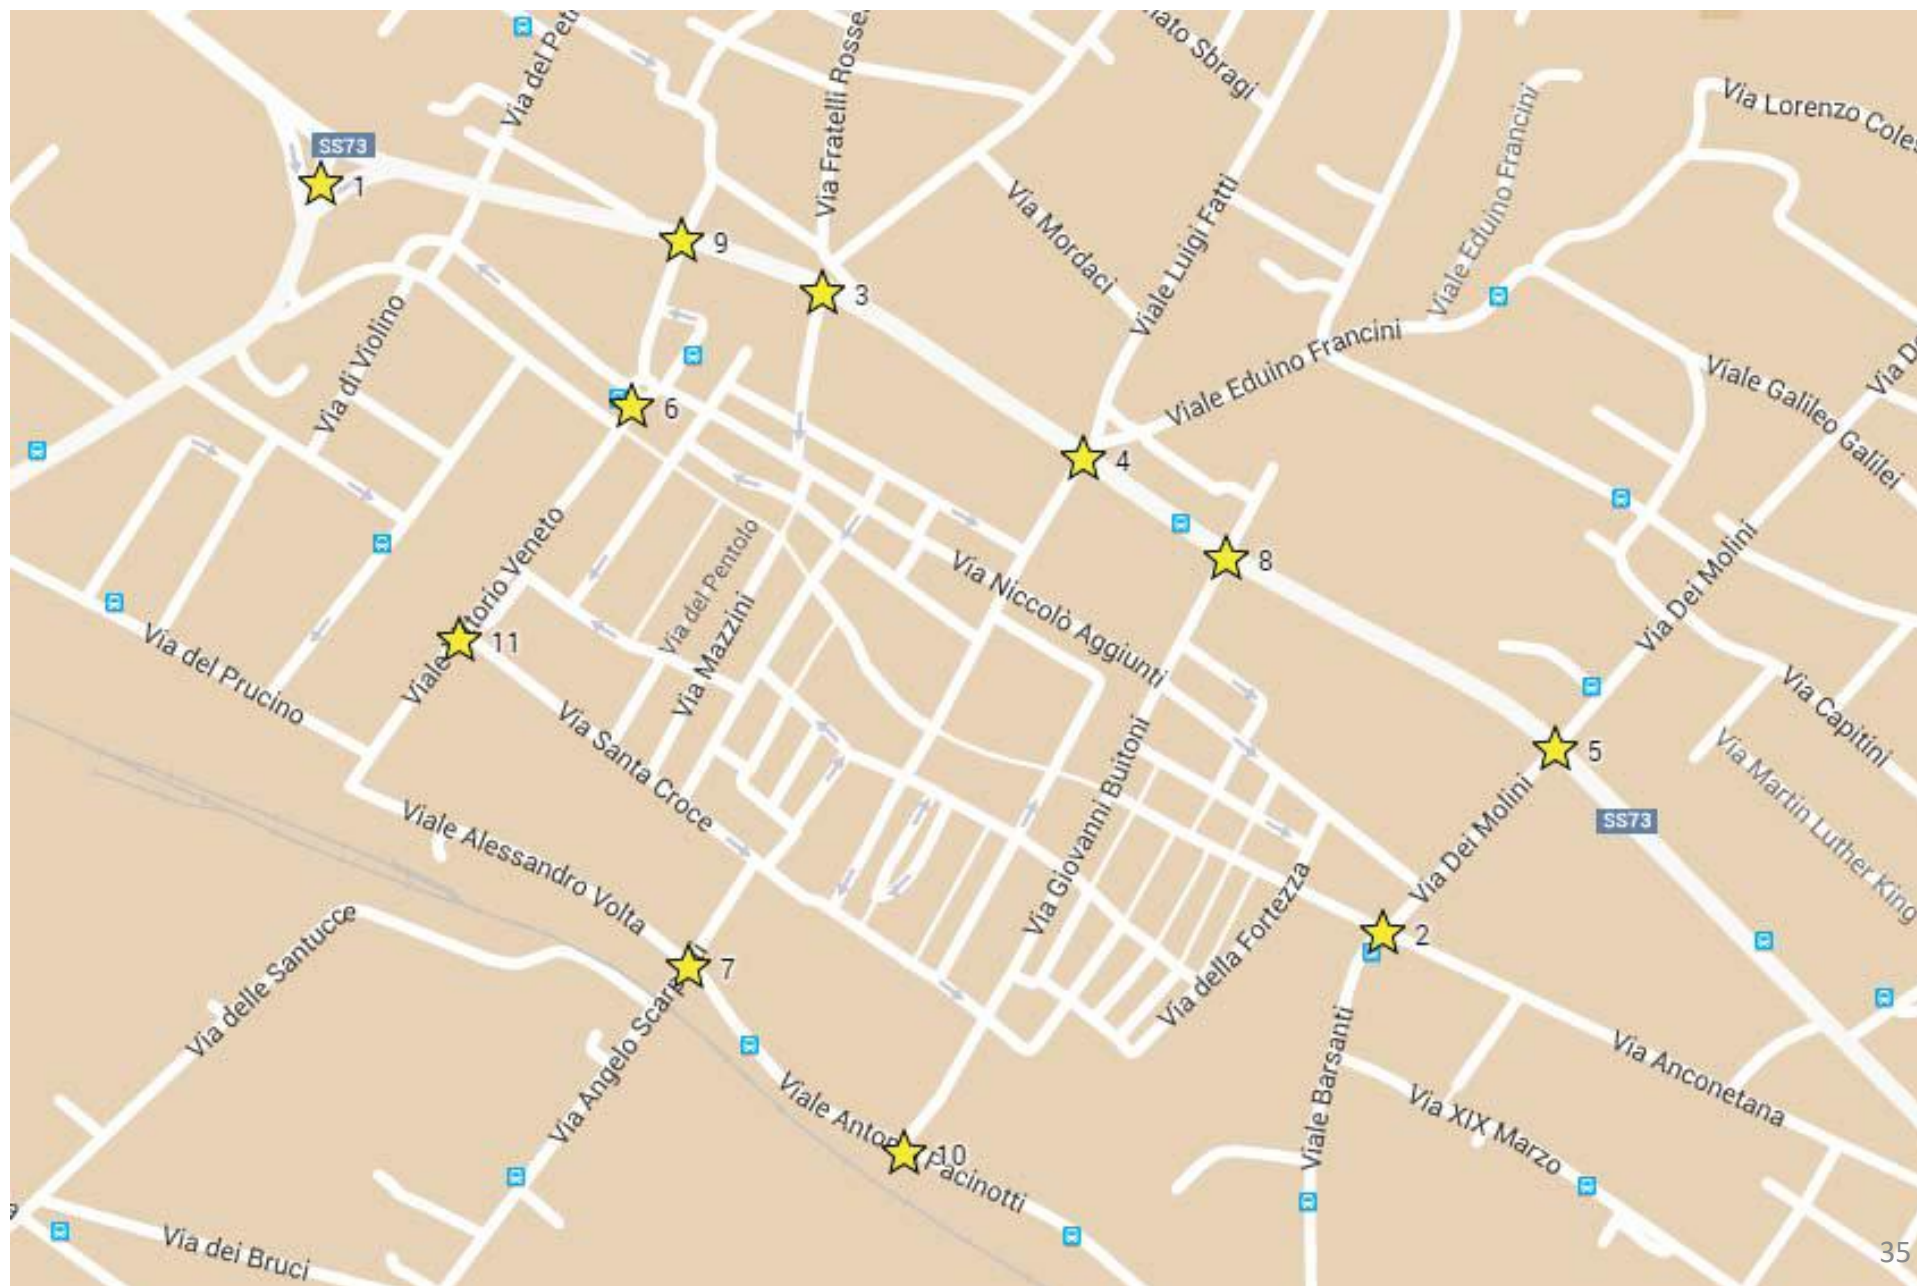 Via del Petr
Via Fratelli Rosse
nato Sbragi
Via Lorenzo Coles
SS73
1
Viale Eduino Francini
Via Mordaci
Viale Luigi Fatti
9
3
Via di Violino
Viale Eduino Francini
Via D
Viale Galileo Galilei
6
4
8
Viale Vittorio Veneto
Via del Pentolo
Via Niccolò Aggiunti
Via Dei Molini
11
Via del Prucino
Via Mazzini
Via Santa Croce
Via Capitini
Via Martin Luther King
5
SS73
Viale Alessandro Volta
Via Giovanni Buitoni
Via Dei Molini
Via delle Santucce
Via della Fortezza
2
7
Via Angelo Scarpetti
Viale Barsanti
Via Anconetana
Viale Antonio Pacinotti
10
Via XIX Marzo
Via dei Bruci
35